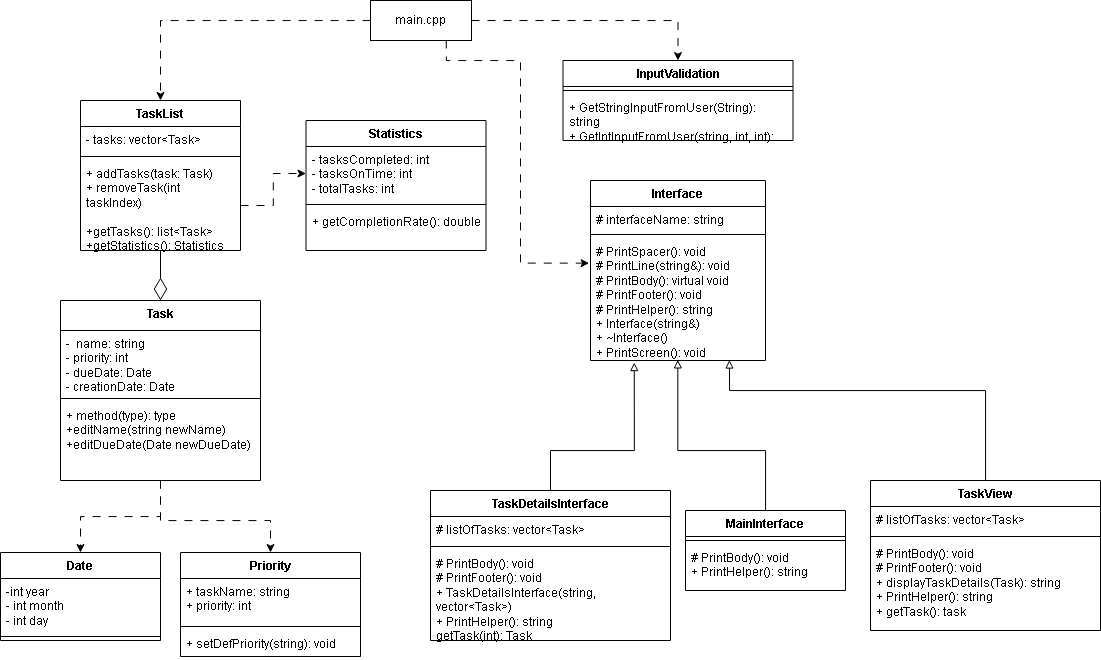 main.cpp
InputValidation
+ GetStringInputFromUser(String):
string
+ GetIntInputFromUser(string, int, int):
TaskList
- tasks: vector<Task>
+ addTasks(task: Task)
+ removeTask(int
taskIndex)
+getTasks(): list<Task>
+getStatistics(): Statistics
Statistics
- tasksCompleted: int
- tasksOnTime: int
- totalTasks: int
+ getCompletionRate(): double
Interface
# interfaceName: string
# PrintSpacer(): void
# PrintLine(string&): void
# PrintBody(): virtual void
# PrintFooter(): void
# PrintHelper(): string
+ Interface(string&)
+ ~Interface()
+ PrintScreen(): void
Task
- name: string
- priority: int
- dueDate: Date
- creationDate: Date
+ method(type): type
+editName(string newName)
+editDueDate(Date newDueDate)
TaskDetailsInterface
# listOfTasks: vector<Task>
# PrintBody(): void
# PrintFooter(): void
+ TaskDetailsInterface(string,
vector<Task>)
+ PrintHelper(): string
getTask(int): Task
MainInterface
# PrintBody(): void
+ PrintHelper(): string
TaskView
# listOfTasks: vector<Task>
# PrintBody(): void
# PrintFooter(): void
+ displayTaskDetails(Task): string
+ PrintHelper(): string
+ getTask(): task
Date
-int year
- int month
- int day
Priority
+ taskName: string
+ priority: int
+ setDefPriority(string): void